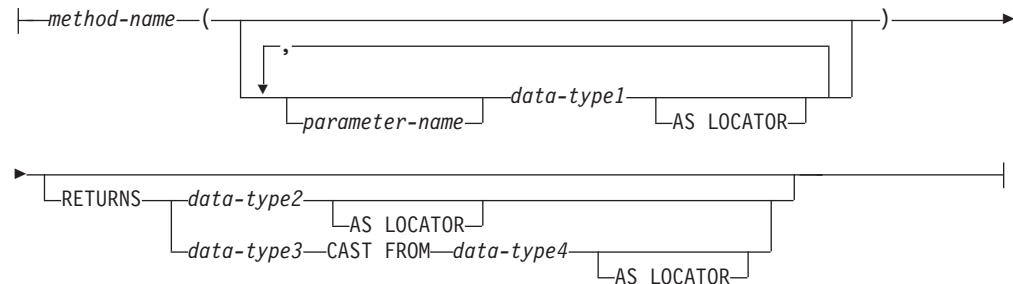 method-name ( )
,
data-type1
parameter-name AS LOCATOR
RETURNS data-type2
AS LOCATOR
data-type3 CAST FROM data-type4
AS LOCATOR